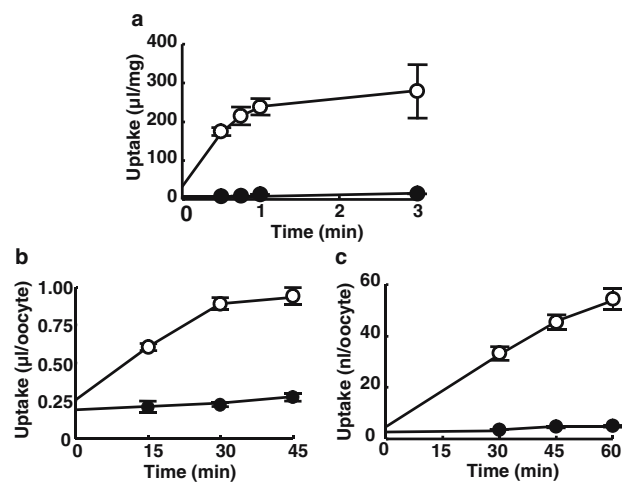 a
400
300
200
100
0
Uptake (µl/mg)
0 1 2 3
Time (min)
b
1.00
0.75
0.50
0.25
0
Uptake (µl/oocyte)
0 15 30 45
Time (min)
c
60
40
20
0
Uptake (nl/oocyte)
0 15 30 45 60
Time (min)